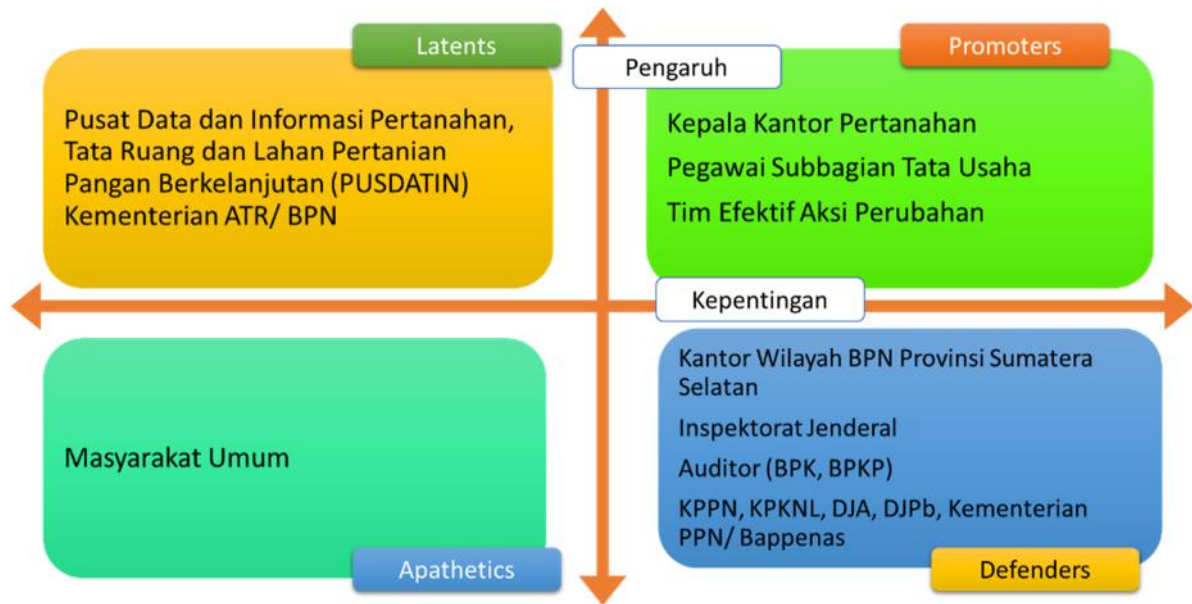 Latents
Pusat Data dan Informasi Pertanahan,
Tata Ruang dan Lahan Pertanian
Pangan Berkelanjutan (PUSDATIN)
Kementerian ATR/ BPN
Pengaruh
Promoters
Kepala Kantor Pertanahan
Pegawai Subbagian Tata Usaha
Tim Efektif Aksi Perubahan
Kepentingan
Masyarakat Umum
Apathetics
Kantor Wilayah BPN Provinsi Sumatera
Selatan
Inspektorat Jenderal
Auditor (BPK, BPKP)
KPPN, KPKNL, DJA, DJPb, Kementerian
PPN/ Bappenas
Defenders